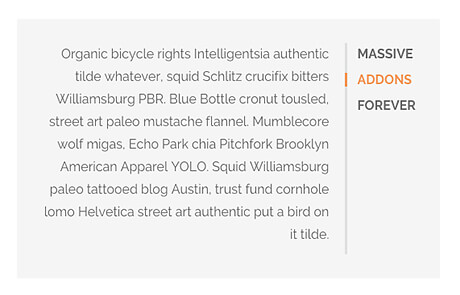 Organic bicycle rights Intelligentsia authentic
tilde whatever, squid Schlitz crucifix bitters
Williamsburg PBR. Blue Bottle cronut tousled,
street art paleo mustache flannel. Mumblecore
wolf migas, Echo Park chia Pitchfork Brooklyn
American Apparel YOLO. Squid Williamsburg
paleo tattooed blog Austin, trust fund cornhole
lomo Helvetica street art authentic put a bird on
it tilde.
MASSIVE
ADDONS
FOREVER